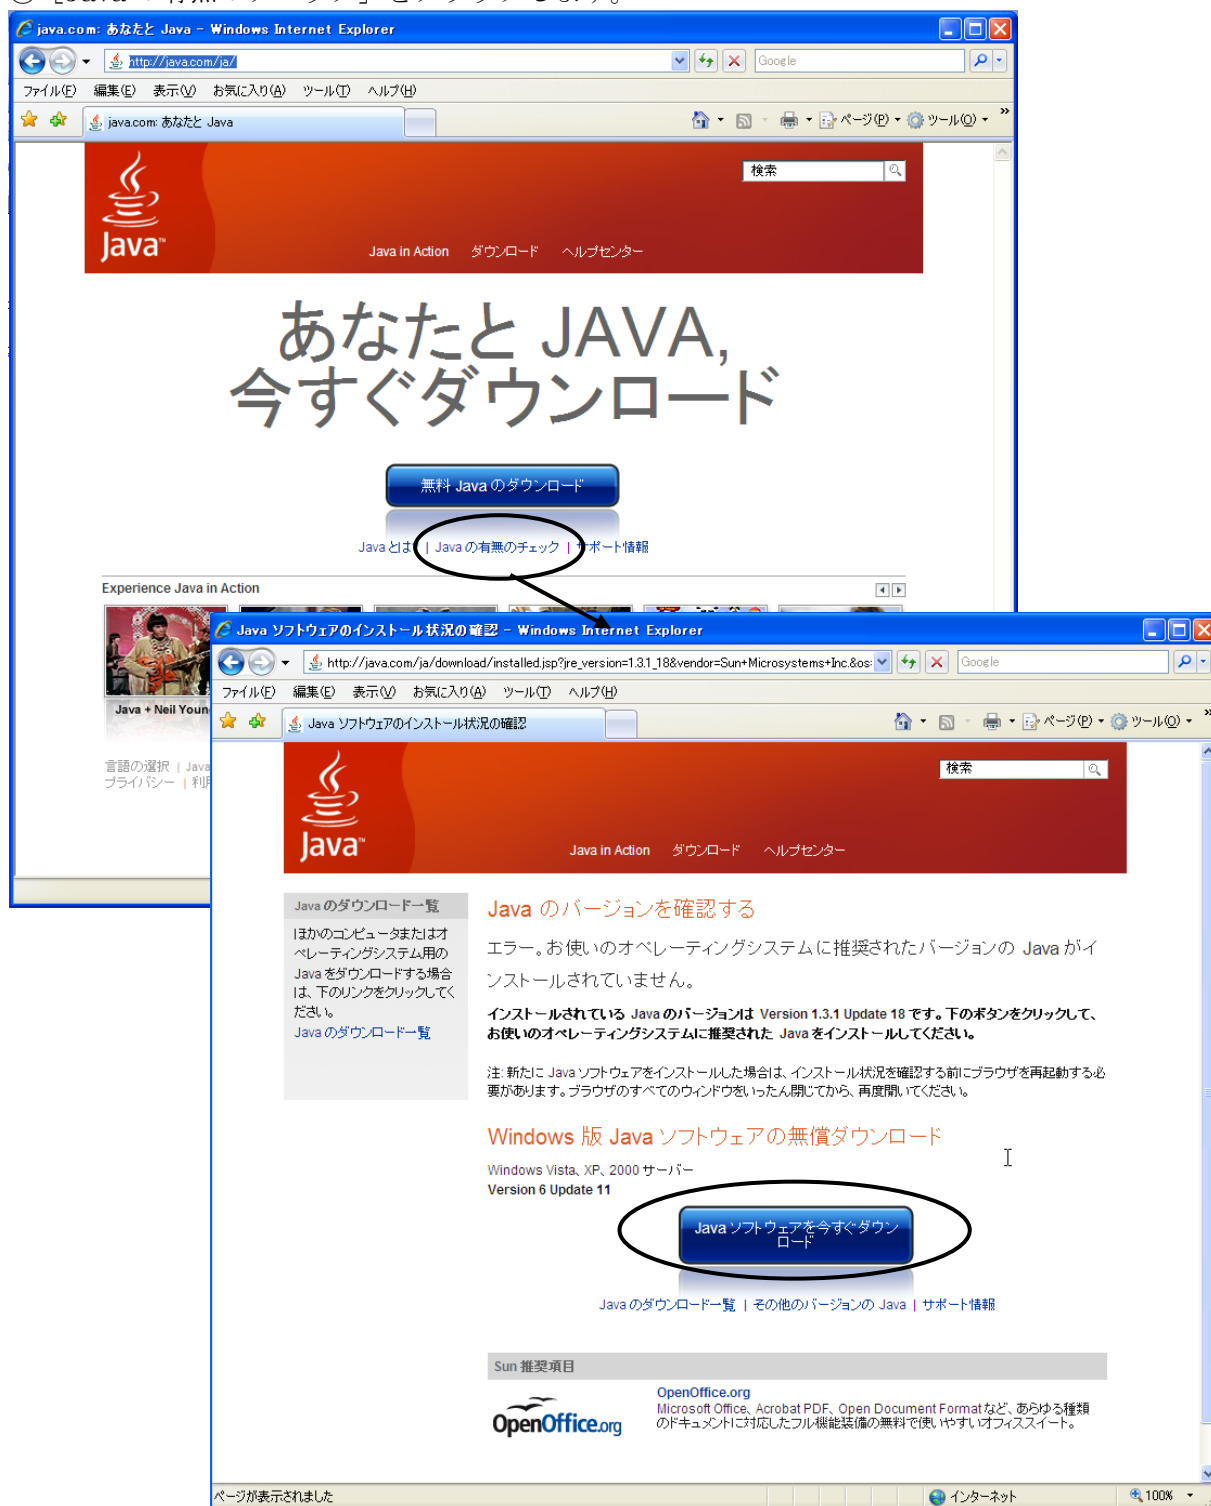 [Java の有無のチェック] をクリックします。
java.com: あなたと Java - Windows Internet Explorer
http://java.com/ja/
Google
ファイル(F) 編集(E) 表示(V) お気に入り(A) ツール(T) ヘルプ(H)
java.com: あなたと Java
ページ(P) ツール(O)
検索
Java
Java in Action ダウンロード ヘルプセンター
あなたと JAVA,
今すぐダウンロード
無料 Java のダウンロード
Java とは | Java の有無のチェック | サポート情報
Experience Java in Action
Java + Neil Youn
言語の選択 | Java
プライバシー | 利用
Java ソフトウェアのインストール状況の確認 - Windows Internet Explorer
http://java.com/ja/download/installed.jsp?jre_version=1.3.1_18&vendor=Sun+Microsystems+Inc.&os=
Google
ファイル(F) 編集(E) 表示(V) お気に入り(A) ツール(T) ヘルプ(H)
Java ソフトウェアのインストール状況の確認
ページ(P) ツール(O)
検索
Java
Java in Action ダウンロード ヘルプセンター
Java のダウンロード一覧
ほかのコンピュータまたはオ
ペレーティングシステム用の
Java をダウンロードする場合
は、下のリンクをクリックしてく
ださい。
Java のダウンロード一覧
Java のバージョンを確認する
エラー。お使いのオペレーティングシステムに推奨されたバージョンの Java がイ
ンストールされていません。
インストールされている Java のバージョンは Version 1.3.1 Update 18 です。下のボタンをクリックして、
お使いのオペレーティングシステムに推奨された Java をインストールしてください。
注: 新たに Java ソフトウェアをインストールした場合は、インストール状況を確認する前にブラウザを再起動する必
要があります。ブラウザのすべてのウィンドウをいったん閉じてから、再度開いてください。
Windows 版 Java ソフトウェアの無償ダウンロード
Windows Vista、XP、2000 サーバー
Version 6 Update 11
Java ソフトウェアを今すぐダウン
ロード
Java のダウンロード一覧 | その他のバージョンの Java | サポート情報
Sun 推奨項目
OpenOffice.org
OpenOffice.org
Microsoft Office、Acrobat PDF、Open Document Format など、あらゆる種類
のドキュメントに対応したフル機能装備の無料で使いやすいオフィススイート。
ページが表示されました
インターネット
100%